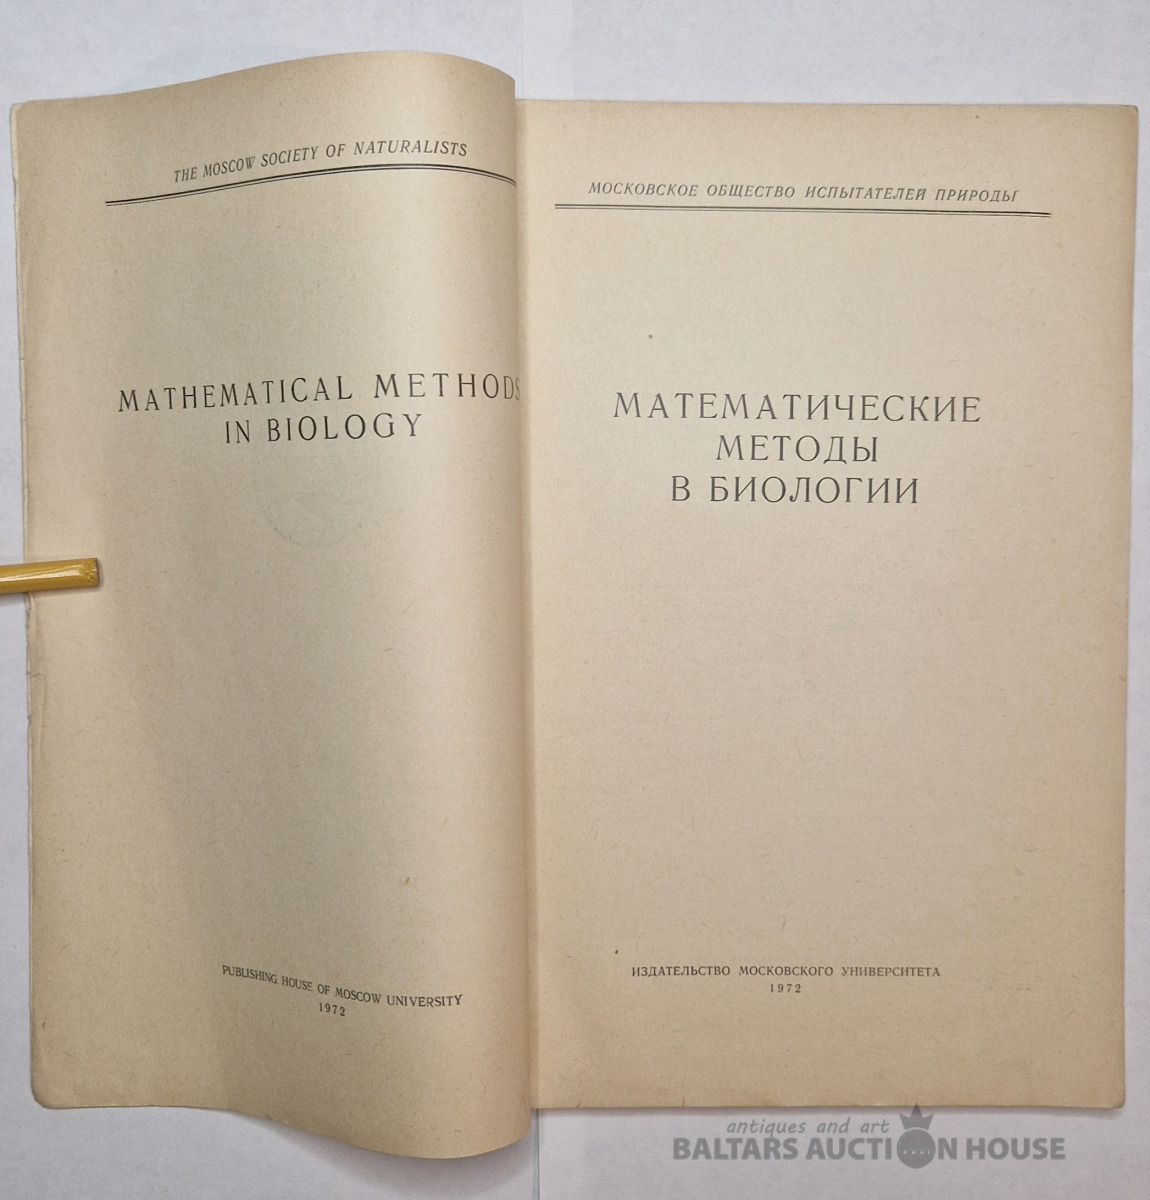 THE MOSCOW SOCIETY OF NATURALISTS
MATHEMATICAL METHODS
IN BIOLOGY
PUBLISHING HOUSE OF MOSCOW UNIVERSITY
1972
МОСКОВСКОЕ ОБЩЕСТВО ИСПЫТАТЕЛЕЙ ПРИРОДЫ
МАТЕМАТИЧЕСКИЕ
МЕТОДЫ
В БИОЛОГИИ
ИЗДАТЕЛЬСТВО МОСКОВСКОГО УНИВЕРСИТЕТА
1972
antiques and art
BALTARS AUCTION HOUSE